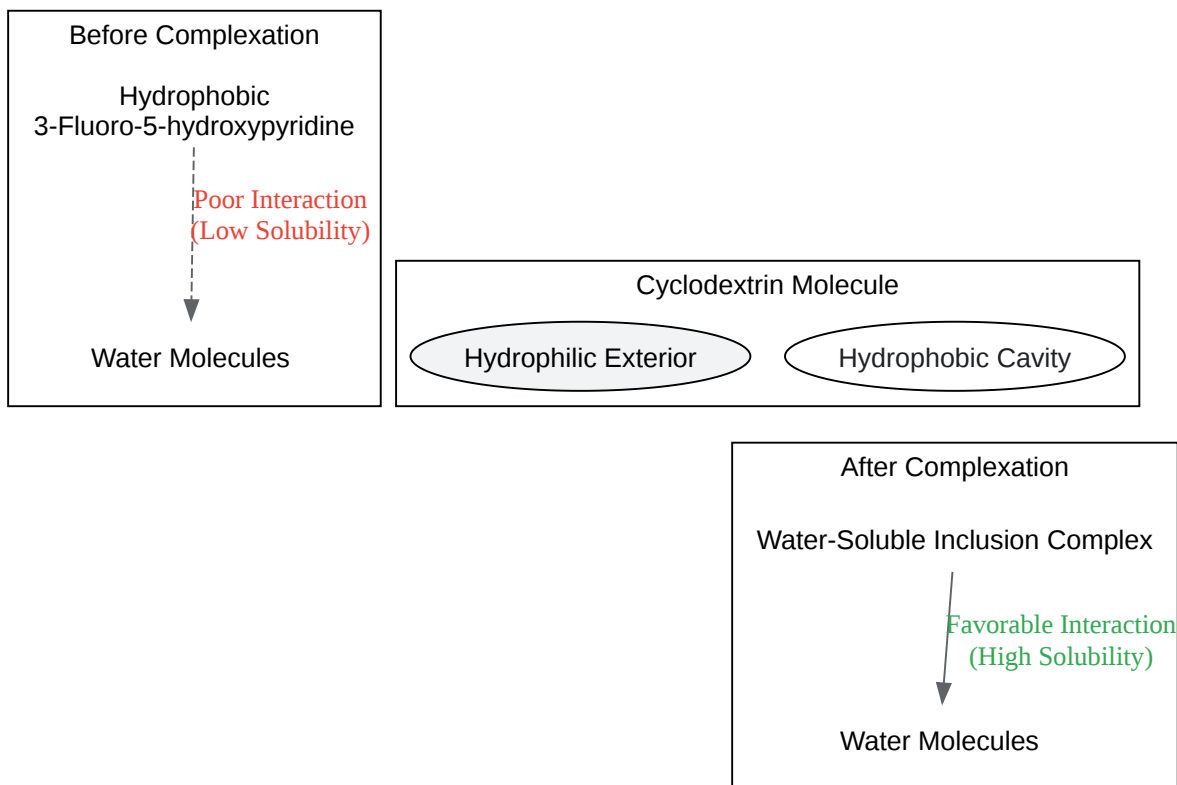 Before Complexation
Hydrophobic
3-Fluoro-5-hydroxypyridine
Poor Interaction
(Low Solubility)
Water Molecules
Cyclodextrin Molecule
Hydrophilic Exterior
Hydrophobic Cavity
After Complexation
Water-Soluble Inclusion Complex
Favorable Interaction
(High Solubility)
Water Molecules